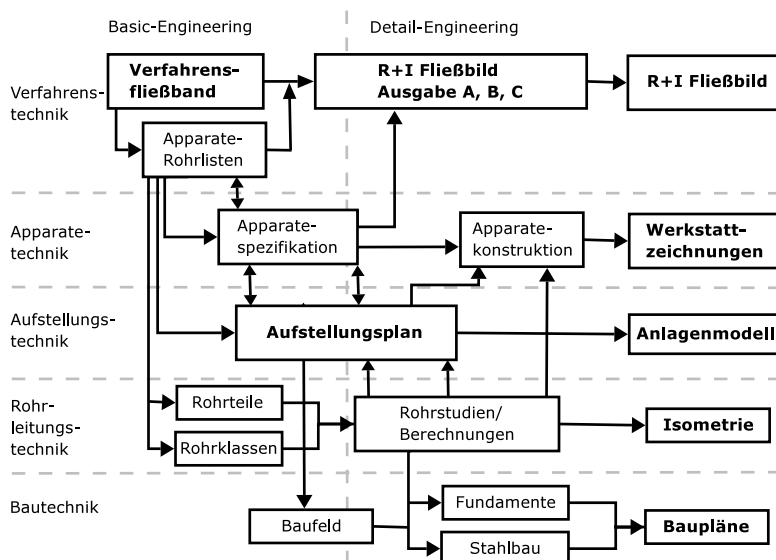 Basic-Engineering
Detail-Engineering
Verfahrens-
technik
Verfahrens-
fließband
R+I Fließbild
Ausgabe A, B, C
R+I Fließbild
Apparate-
Rohrlisten
Apparate-
technik
Apparate-
spezifikation
Apparate-
konstruktion
Werkstatt-
zeichnungen
Aufstellungs-
technik
Aufstellungsplan
Anlagenmodell
Rohr-
leitungs-
technik
Rohrteile
Rohrklassen
Rohrstudien/
Berechnungen
Isometrie
Bautechnik
Baufeld
Fundamente
Stahlbau
Baupläne